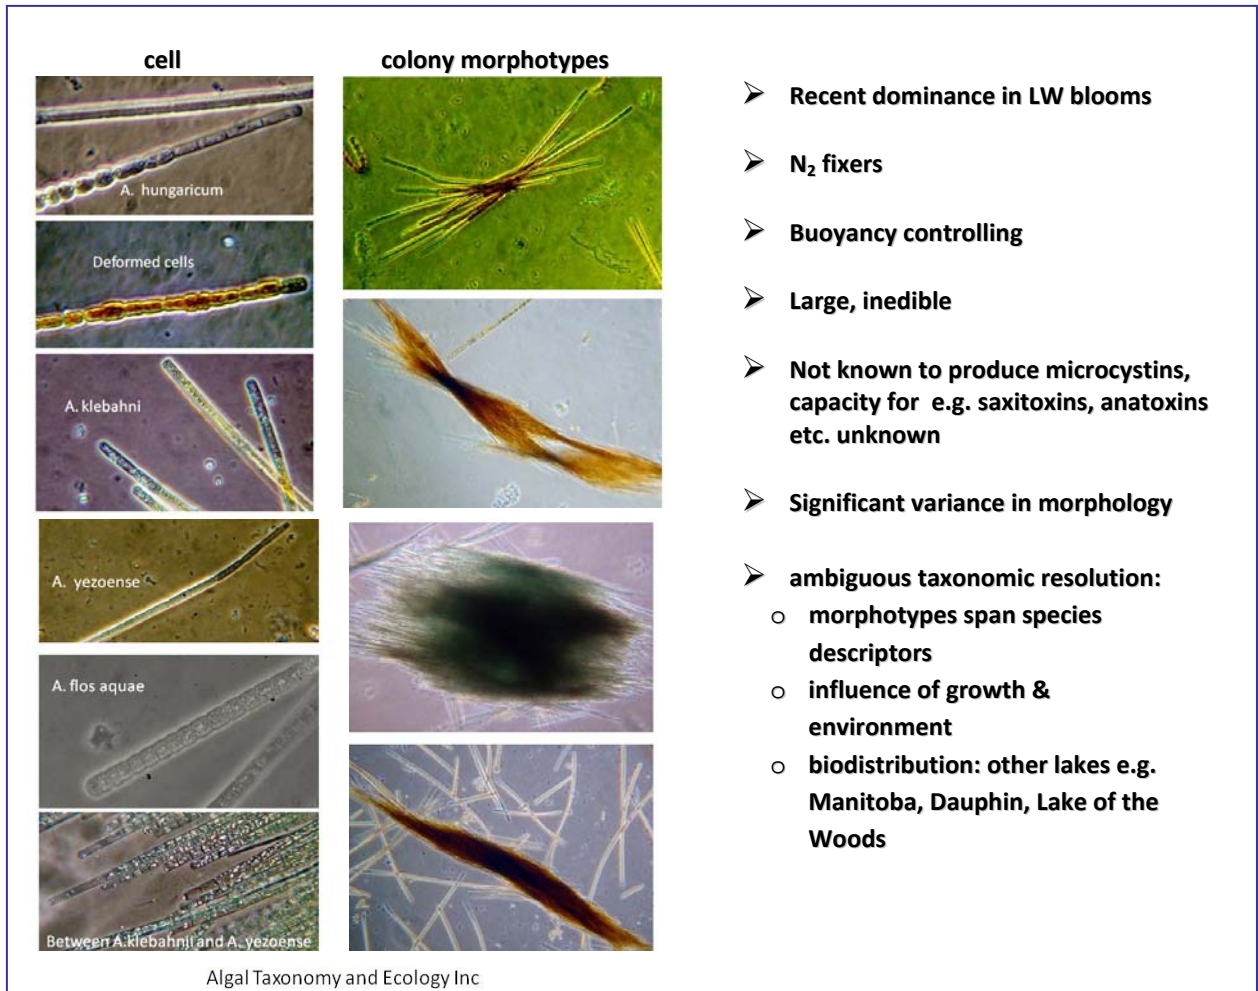 cell
colony morphotypes
A. hungaricum
Deformed cells
A. klebahni
A. yezoense
A. flos aquae
Between A.klebahnii and A. yezoense
Algal Taxonomy and Ecology Inc
➢ Recent dominance in LW blooms
➢ N₂ fixers
➢ Buoyancy controlling
➢ Large, inedible
➢ Not known to produce microcystins,
capacity for e.g. saxitoxins, anatoxins
etc. unknown
➢ Significant variance in morphology
➢ ambiguous taxonomic resolution:
o morphotypes span species
descriptors
o influence of growth &
environment
o biodistribution: other lakes e.g.
Manitoba, Dauphin, Lake of the
Woods